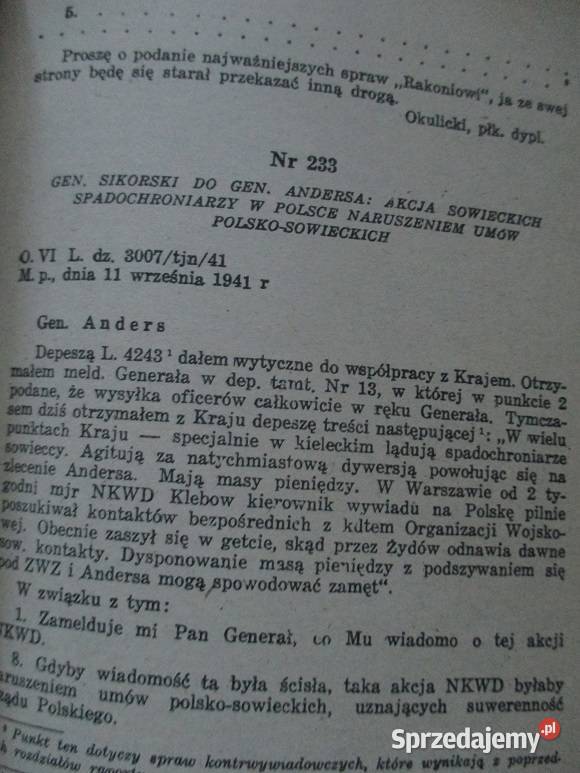 5. . . . . . . . . . . . . . . . .
. . . . . . . . . . . . . . . . . .
Proszę o podanie najważniejszych spraw „Rakoniowi“, ja ze swej
strony będę się starał przekazać inną drogą.
Okulicki, płk. dypl.
Nr 233
GEN. SIKORSKI DO GEN. ANDERSA: AKCJA SOWIECKICH
SPADOCHRONIARZY W POLSCE NARUSZENIEM UMÓW
POLSKO-SOWIECKICH
O. VI L. dz. 3007/tjn/41
M. p., dnia 11 września 1941 r
Gen. Anders
Depeszą L. 4243¹ dałem wytyczne do współpracy z Krajem. Otrzy-
małem meld. Generała w dep. tamt. Nr 13, w której w punkcie 2
podane, że wysyłka oficerów całkowicie w ręku Generała. Tymcza-
sem dziś otrzymałem z Kraju depeszę treści następującej¹: „W wielu
punktach Kraju — specjalnie w kieleckim lądują spadochroniarze
sowieccy. Agitują za natychmiastową dywersją powołując się na
zlecenie Andersa. Mają masy pieniędzy. W Warszawie od 2 ty-
godni mjr NKWD Klebow kierownik wywiadu na Polskę pilnie
poszukiwał kontaktów bezpośrednich z kdtem Organizacji Wojsko-
wej. Obecnie zaszył się w getcie, skąd przez Żydów odnawia dawne
sow. kontakty. Dysponowanie masą pieniędzy z podszywaniem się
pod ZWZ i Andersa mogą spowodować zamęt“.
W związku z tym:
1. Zamelduje mi Pan Generał, co Mu wiadomo o tej akcji
NKWD.
8. Gdyby wiadomość ta była ścisła, taka akcja NKWD byłaby
naruszeniem umów polsko-sowieckich, uznających suwerenność
Rządu Polskiego.
¹ Punkt ten dotyczy spraw kontrwywiadowczych, które wynikają z poprzed-
h rozdziałów
Sprzedajemy.pl